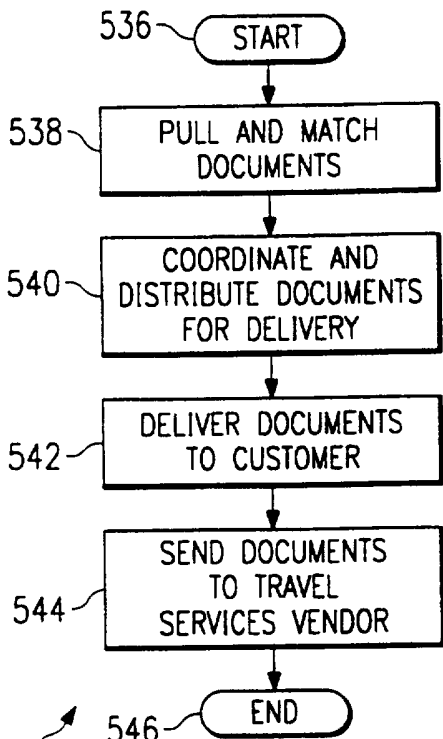 536
START
538
PULL AND MATCH
DOCUMENTS
540
COORDINATE AND
DISTRIBUTE DOCUMENTS
FOR DELIVERY
542
DELIVER DOCUMENTS
TO CUSTOMER
544
SEND DOCUMENTS
TO TRAVEL
SERVICES VENDOR
546
END